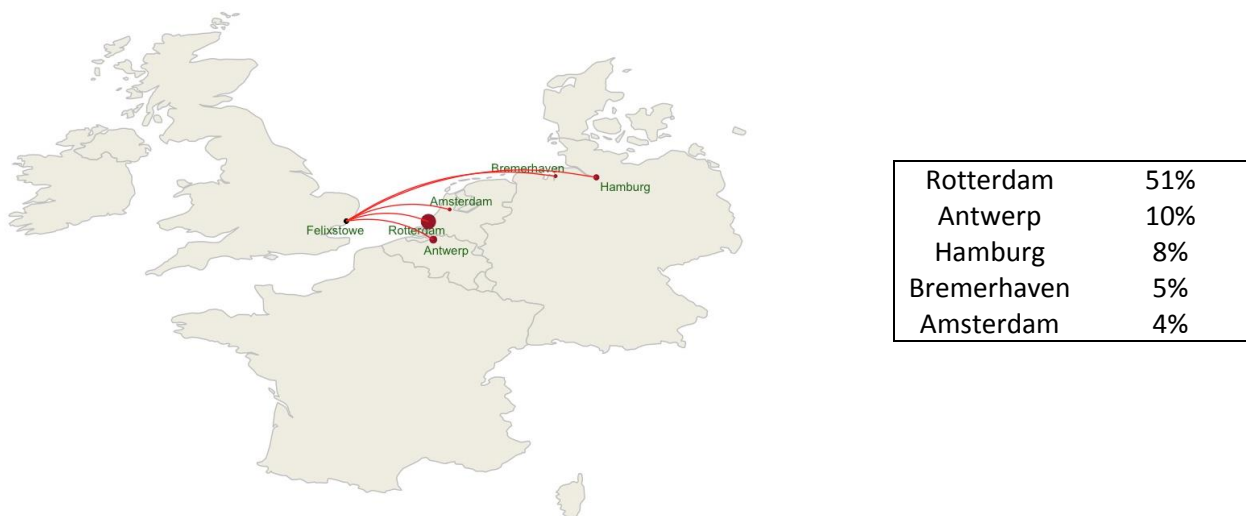 Bremerhaven
Hamburg
Amsterdam
Felixstowe
Rotterdam
Antwerp
Rotterdam 51%
Antwerp 10%
Hamburg 8%
Bremerhaven 5%
Amsterdam 4%